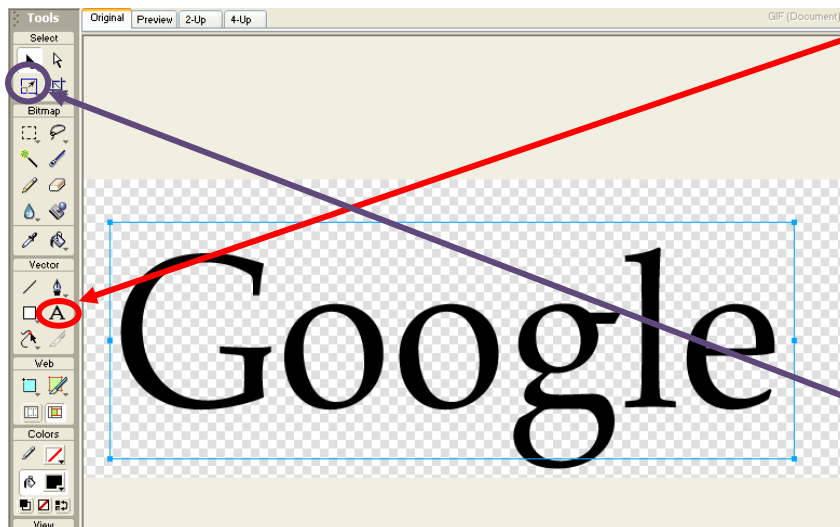 Tools
Original Preview 2-Up 4-Up
GIF (Document)
Select
Bitmap
Vector
A
Web
Colors
View
Google